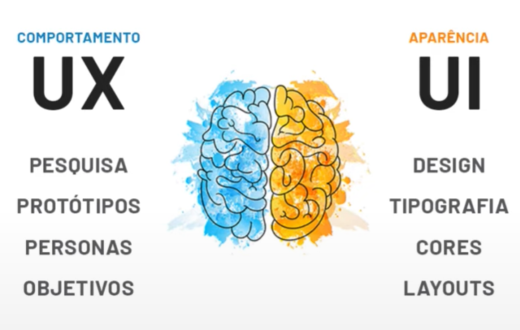 COMPORTAMENTO
UX
PESQUISA
PROTÓTIPOS
PERSONAS
OBJETIVOS
APARÊNCIA
UI
DESIGN
TIPOGRAFIA
CORES
LAYOUTS